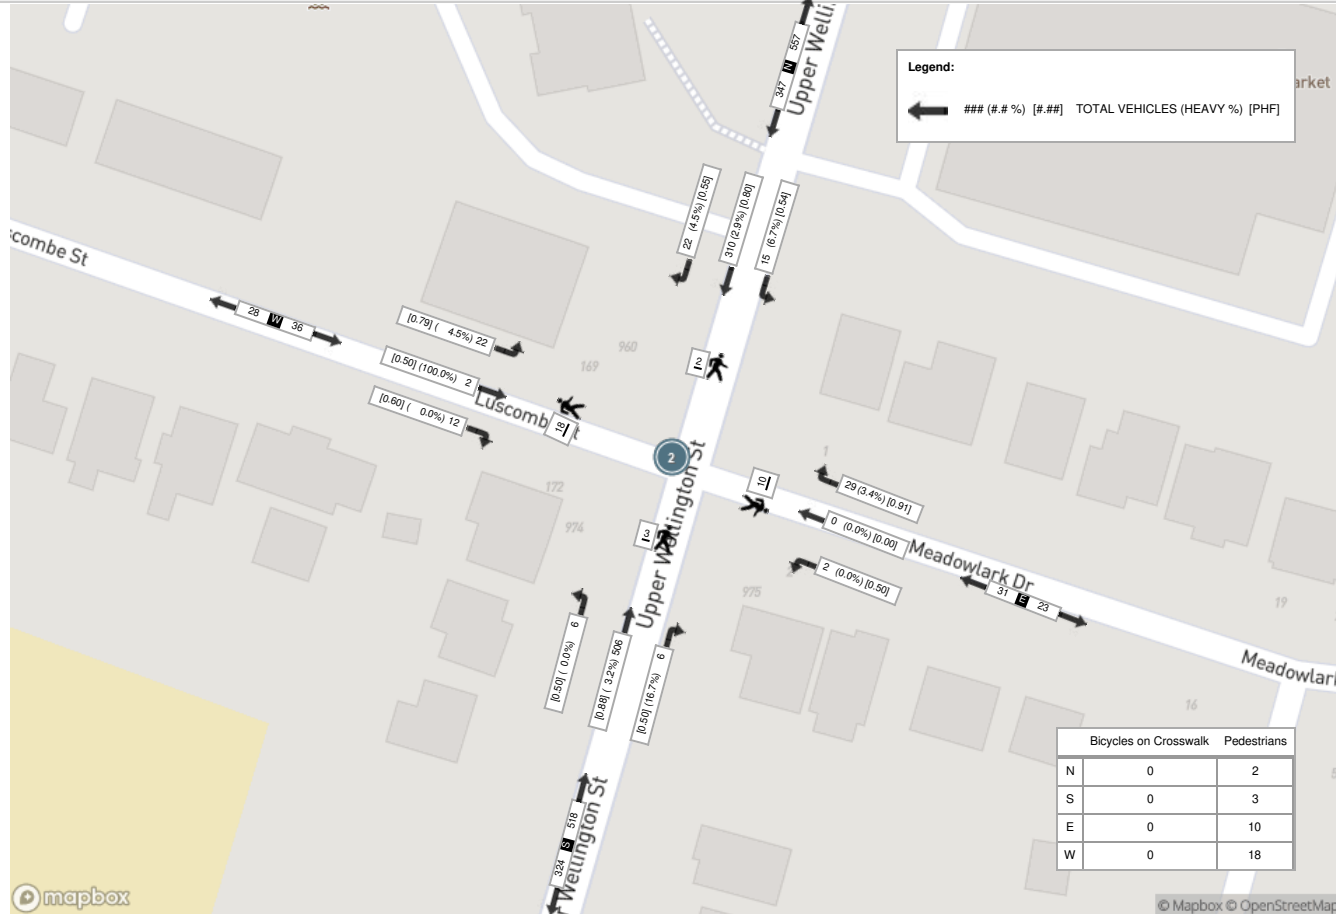 Upper Welli
557
N
347
Legend:
### (#.# %) [#.##] TOTAL VEHICLES (HEAVY %) [PHF]
arket
scombe St
22 (4.5%) [0.55]
310 (2.9%) [0.80]
15 (6.7%) [0.54]
28 W 36
[0.79] ( 4.5%) 22
[0.50] (100.0%) 2
[0.60] ( 0.0%) 12
960
169
2
Luscomb t
18
2
Upper Wellington St
10
1
29 (3.4%) [0.91]
0 (0.0%) [0.00]
2 (0.0%) [0.50]
Meadowlark Dr
31 E 23
172
974
3
975
2
19
[0.50] ( 0.0%) 6
[0.88] ( 3.2%) 506
[0.50] (16.7%) 6
Meadowlark
16
518
S
324
r Wellington St
Bicycles on Crosswalk Pedestrians
N 0 2
S 0 3
E 0 10
W 0 18
mapbox
© Mapbox © OpenStreetMap